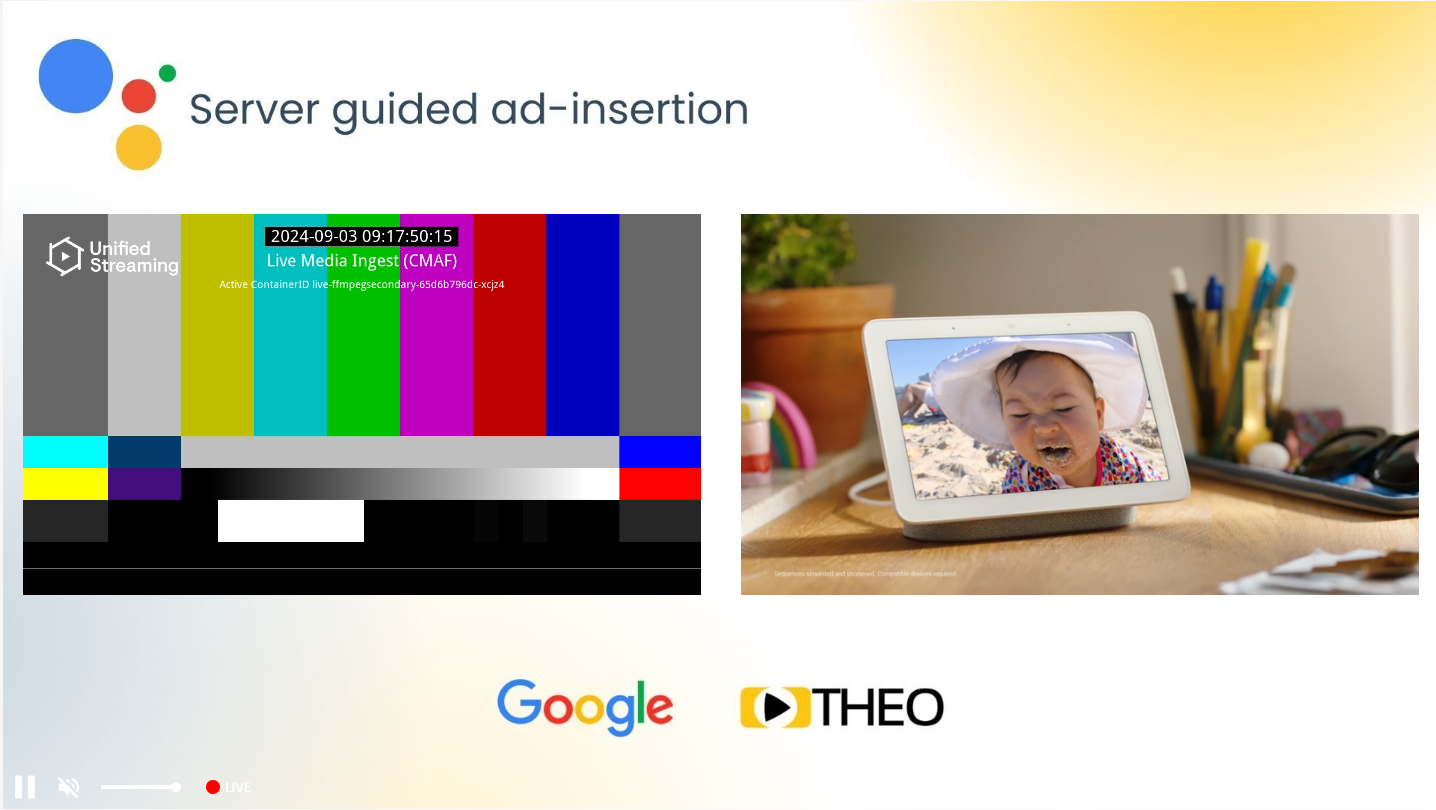 Server guided ad-insertion
Unified
Streaming
2024-09-03 09:17:50:15
Live Media Ingest (CMAF)
Active ContainerID live-ffmpegsecondary-65d6b796dc-xcjz4
Sequences simulated and shortened. Compatible devices required.
Google
THEO
LIVE